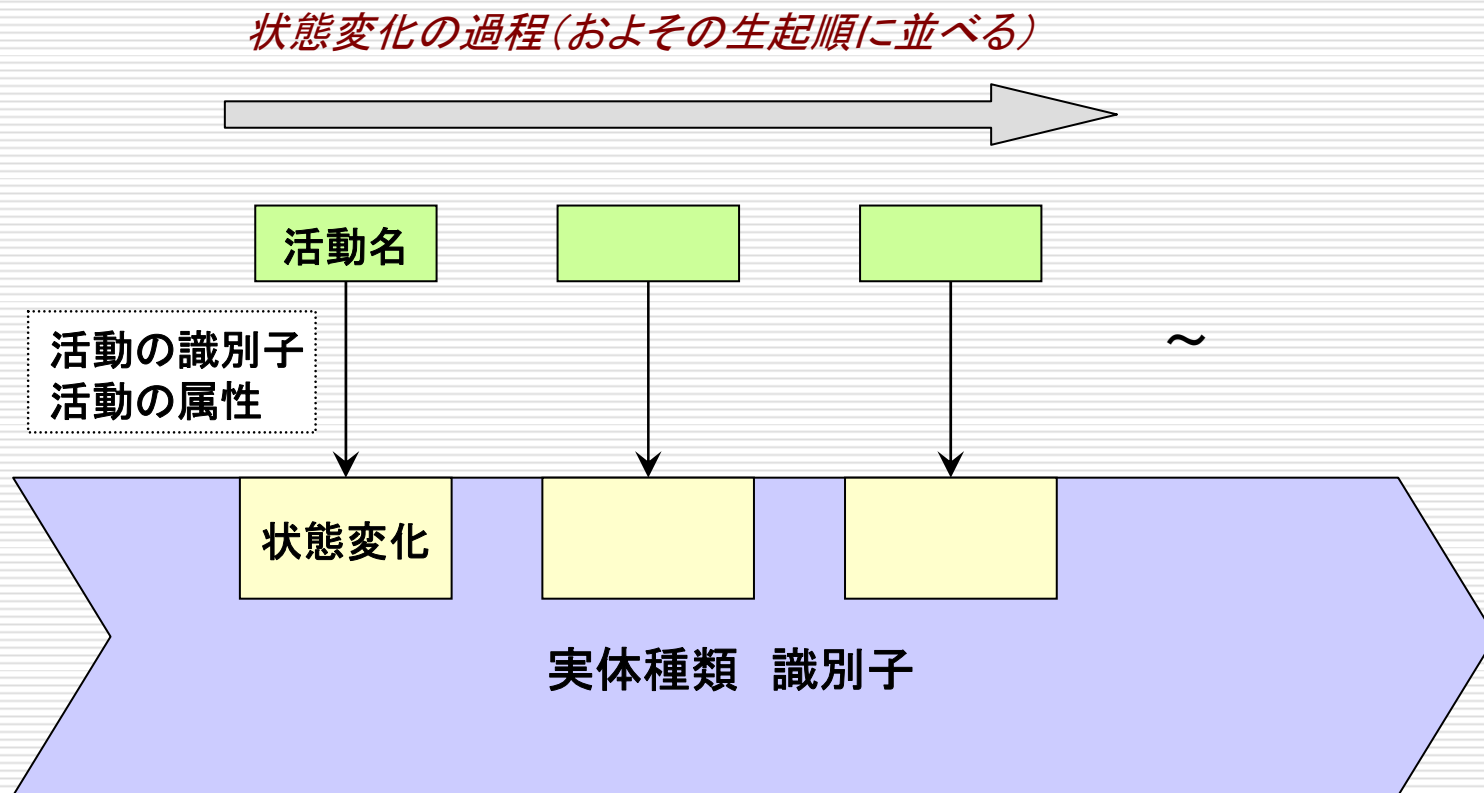 状態変化の過程（およその生起順に並べる）
活動名
活動の識別子
活動の属性
～
状態変化
実体種類　識別子